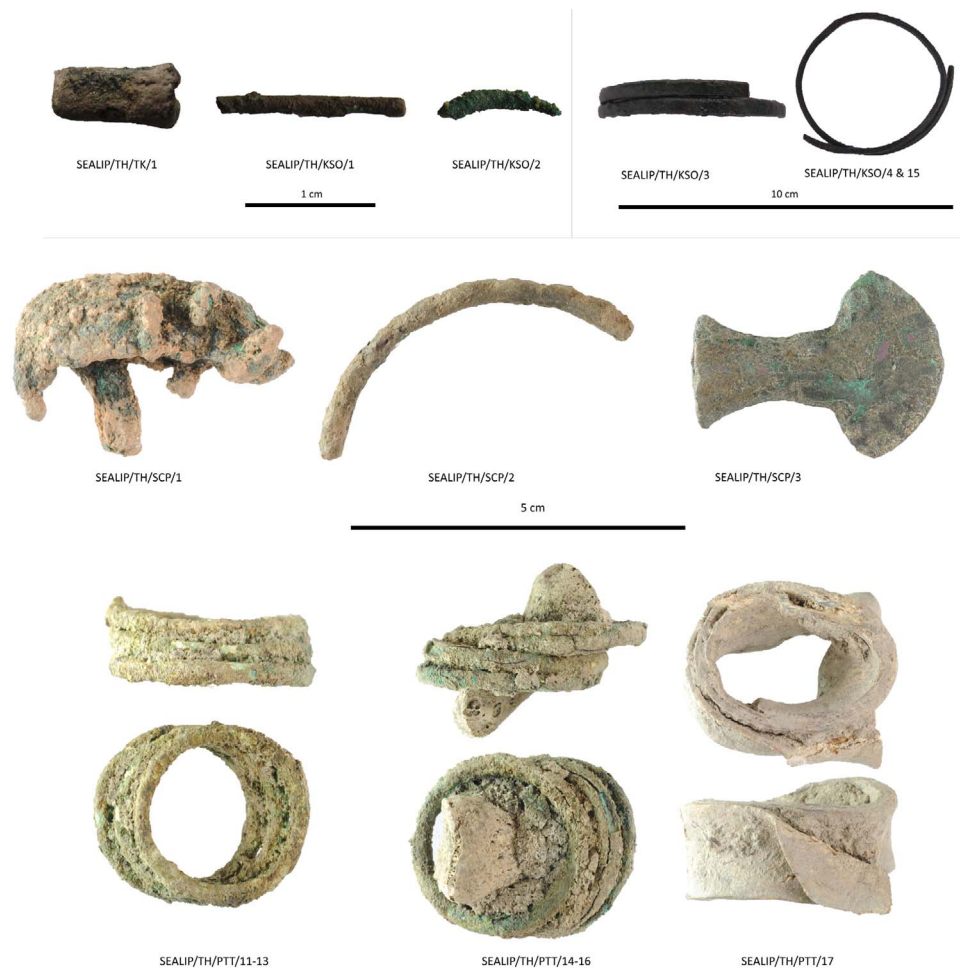 SEALIP/TH/TK/1
SEALIP/TH/KSO/1
SEALIP/TH/KSO/2
SEALIP/TH/KSO/3
SEALIP/TH/KSO/4 & 15
1 cm
10 cm
SEALIP/TH/SCP/1
SEALIP/TH/SCP/2
SEALIP/TH/SCP/3
5 cm
SEALIP/TH/PTT/11-13
SEALIP/TH/PTT/14-16
SEALIP/TH/PTT/17